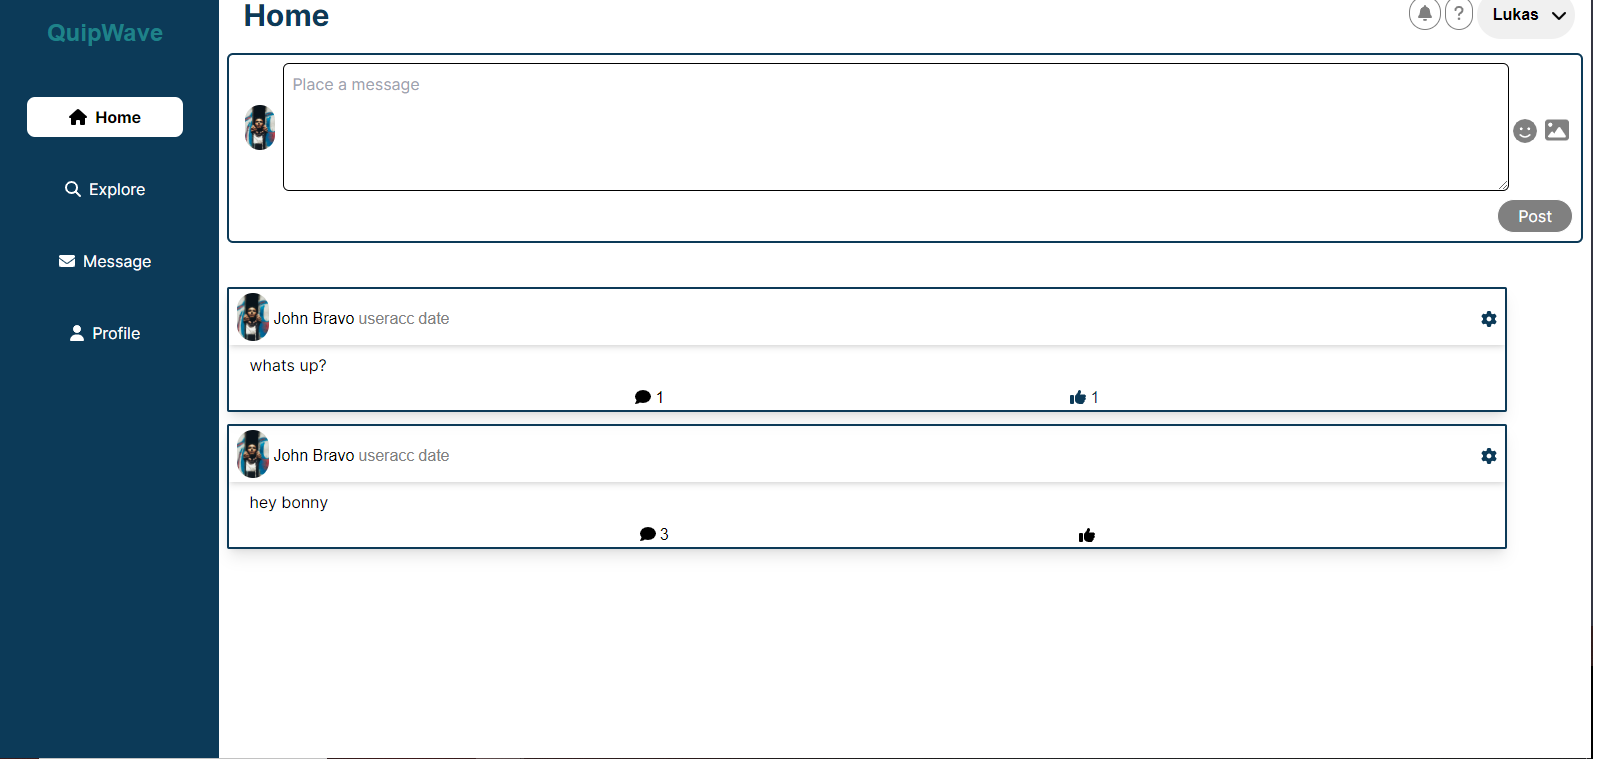 QuipWave
Home
Explore
Message
Profile
Home
?
Lukas
Place a message
Post
John Bravo useracc date
whats up?
1
1
John Bravo useracc date
hey bonny
3